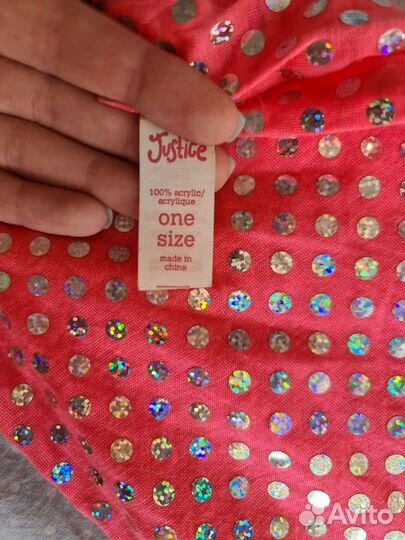 Justice
100% acrylic/
acrylique
one
size
made in
china
Avito